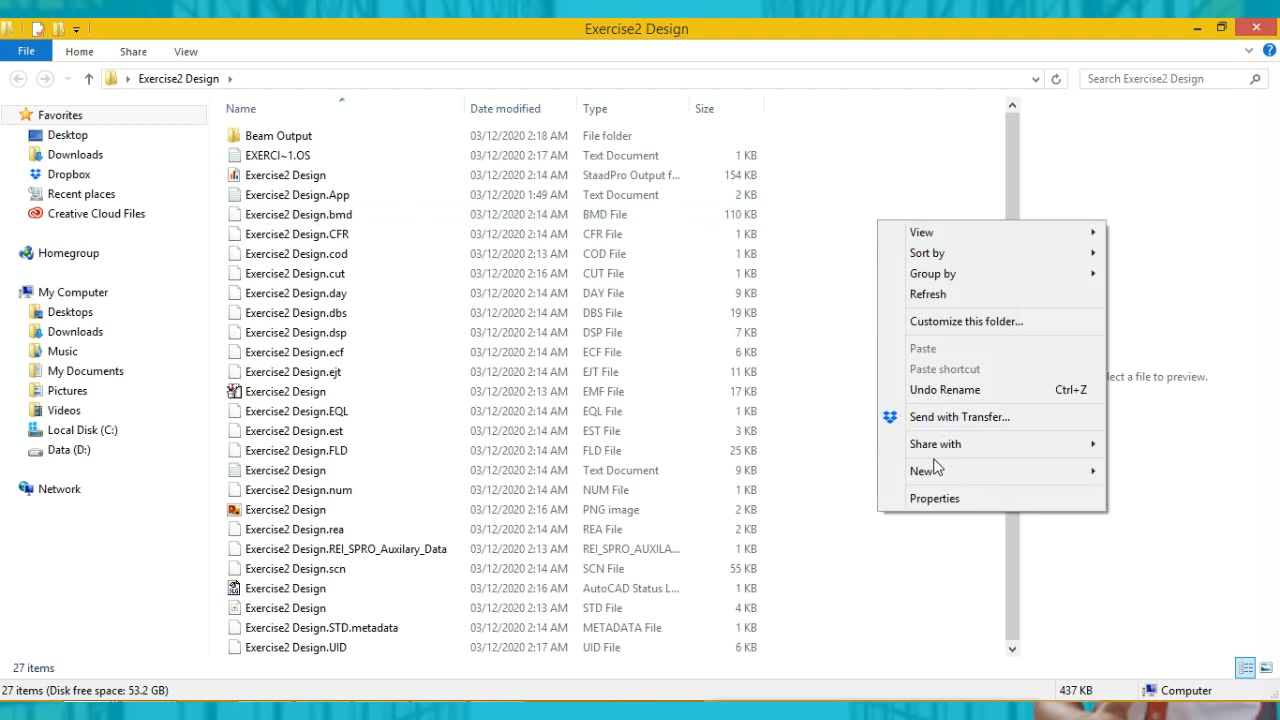 Exercise2 Design
File Home Share View
Exercise2 Design
Search Exercise2 Design
Favorites
Desktop
Downloads
Dropbox
Recent places
Creative Cloud Files
Homegroup
My Computer
Desktops
Downloads
Music
My Documents
Pictures
Videos
Local Disk (C:)
Data (D:)
Network
Name Date modified Type Size
Beam Output 03/12/2020 2:18 AM File folder
EXERCI~1.OS 03/12/2020 2:17 AM Text Document 1 KB
Exercise2 Design 03/12/2020 2:14 AM StaadPro Output f... 154 KB
Exercise2 Design.App 03/12/2020 1:49 AM Text Document 2 KB
Exercise2 Design.bmd 03/12/2020 2:14 AM BMD File 110 KB
Exercise2 Design.CFR 03/12/2020 2:14 AM CFR File 1 KB
Exercise2 Design.cod 03/12/2020 2:13 AM COD File 1 KB
Exercise2 Design.cut 03/12/2020 2:16 AM CUT File 1 KB
Exercise2 Design.day 03/12/2020 2:14 AM DAY File 9 KB
Exercise2 Design.dbs 03/12/2020 2:14 AM DBS File 19 KB
Exercise2 Design.dsp 03/12/2020 2:14 AM DSP File 7 KB
Exercise2 Design.ecf 03/12/2020 2:14 AM ECF File 6 KB
Exercise2 Design.ejt 03/12/2020 2:14 AM EJT File 11 KB
Exercise2 Design 03/12/2020 2:13 AM EMF File 17 KB
Exercise2 Design.EQL 03/12/2020 2:14 AM EQL File 1 KB
Exercise2 Design.est 03/12/2020 2:14 AM EST File 3 KB
Exercise2 Design.FLD 03/12/2020 2:14 AM FLD File 25 KB
Exercise2 Design 03/12/2020 2:14 AM Text Document 9 KB
Exercise2 Design.num 03/12/2020 2:14 AM NUM File 1 KB
Exercise2 Design 03/12/2020 2:14 AM PNG image 2 KB
Exercise2 Design.rea 03/12/2020 2:14 AM REA File 2 KB
Exercise2 Design.REI_SPRO_Auxilary_Data 03/12/2020 2:13 AM REI_SPRO_AUXILA... 1 KB
Exercise2 Design.scn 03/12/2020 2:14 AM SCN File 55 KB
Exercise2 Design 03/12/2020 2:16 AM AutoCAD Status L... 1 KB
Exercise2 Design 03/12/2020 2:13 AM STD File 4 KB
Exercise2 Design.STD.metadata 03/12/2020 2:14 AM METADATA File 1 KB
Exercise2 Design.UID 03/12/2020 2:17 AM UID File 6 KB
View
Sort by
Group by
Refresh
Customize this folder...
Paste
Paste shortcut
Undo Rename Ctrl+Z
Send with Transfer...
Share with
New
Properties
lect a file to preview.
27 items
27 items (Disk free space: 53.2 GB) 437 KB Computer